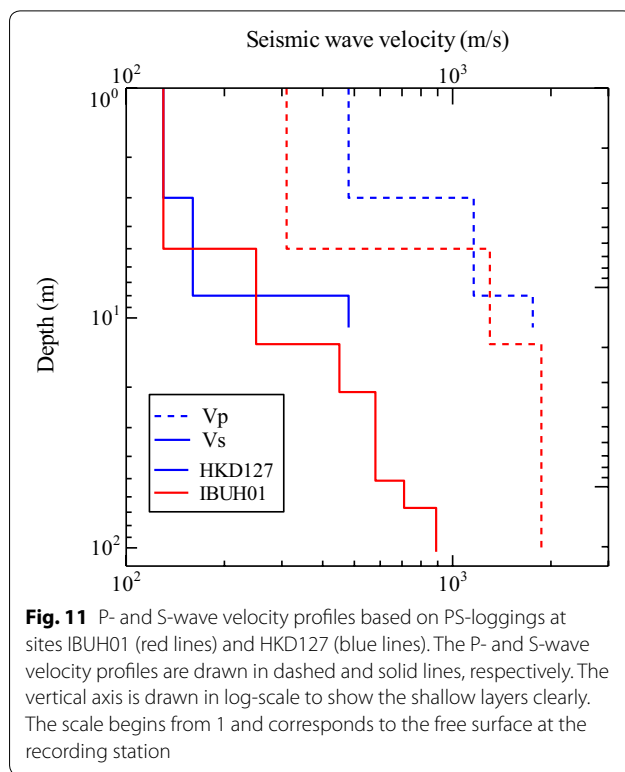 Seismic wave velocity (m/s)
10² 10³
10⁰
10¹
10²
Depth (m)
Vp
Vs
HKD127
IBUH01
10² 10³
Fig. 11 P- and S-wave velocity profiles based on PS-loggings at
sites IBUH01 (red lines) and HKD127 (blue lines). The P- and S-wave
velocity profiles are drawn in dashed and solid lines, respectively. The
vertical axis is drawn in log-scale to show the shallow layers clearly.
The scale begins from 1 and corresponds to the free surface at the
recording station